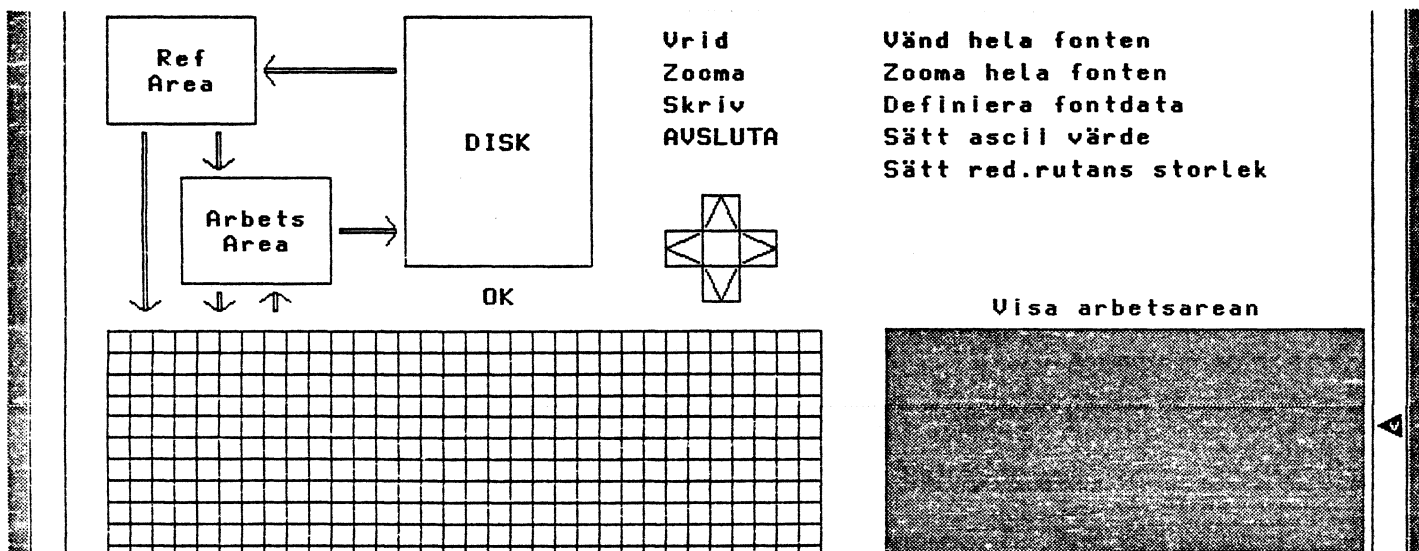 Ref
Area
DISK
Arbets
Area
OK
Vrid
Zooma
Skriv
AVSLUTA
Vänd hela fonten
Zooma hela fonten
Definiera fontdata
Sätt ascii värde
Sätt red.rutans storlek
Visa arbetsarean